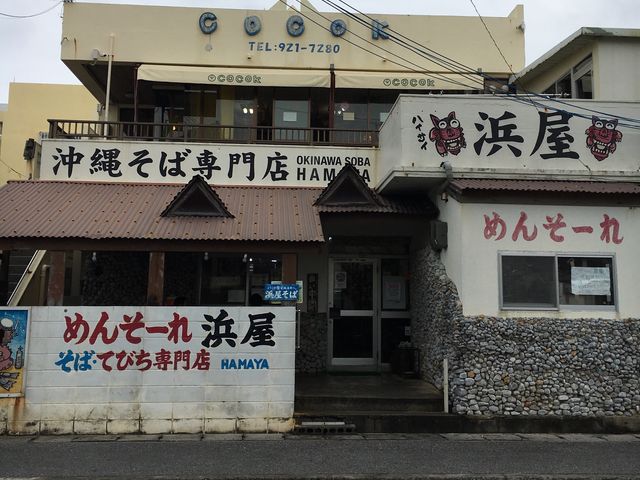 COCOK
TEL:921-7280
COCOK
COCOK
沖縄そば専門店 OKINAWA SOBA HAMAYA
ハイサイ
浜屋
めんそーれ
浜屋そば
めんそーれ 浜屋
そば・てびち専門店 HAMAYA